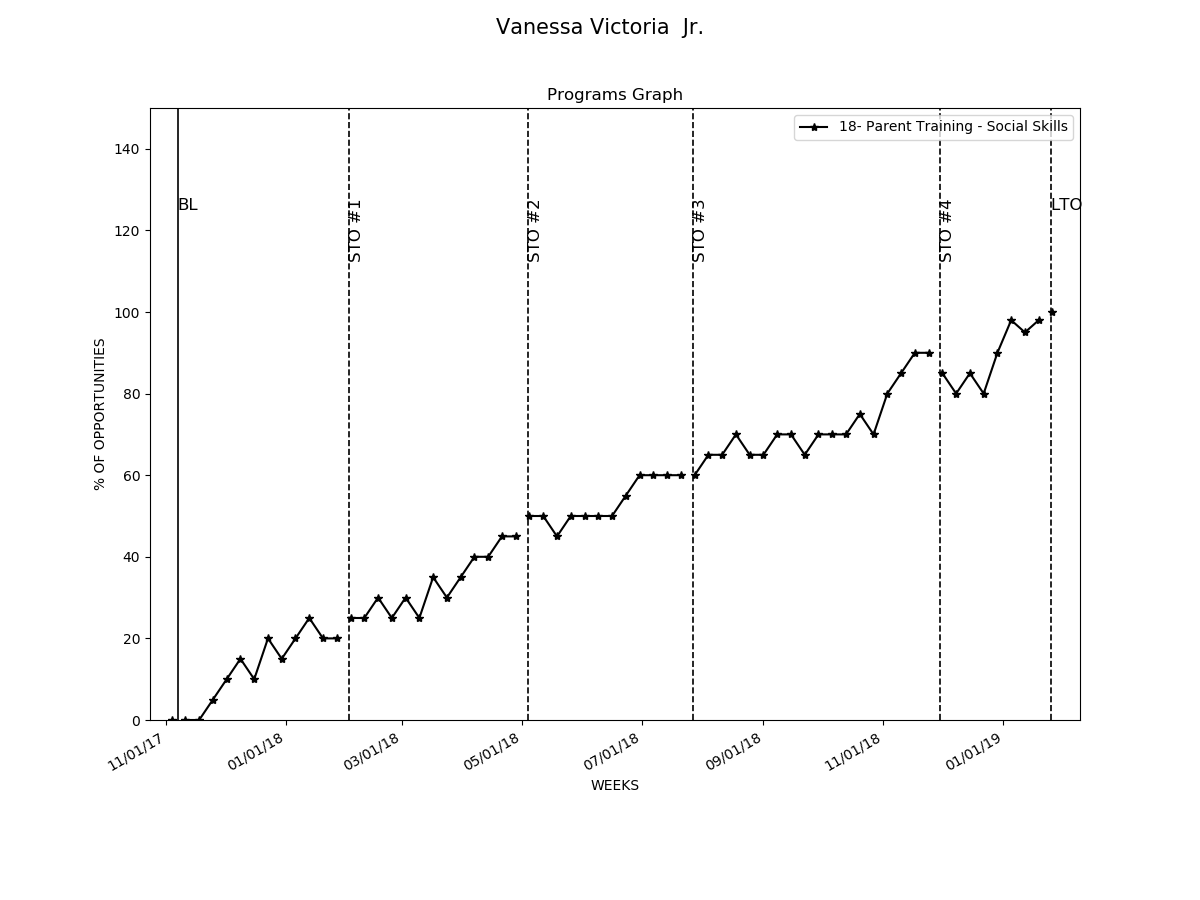 Vanessa Victoria  Jr.
Programs Graph
18- Parent Training - Social Skills
140
120
100
80
60
40
20
0
% OF OPPORTUNITIES
BL
STO #1
STO #2
STO #3
STO #4
LTO
11/01/17
01/01/18
03/01/18
05/01/18
07/01/18
09/01/18
11/01/18
01/01/19
WEEKS